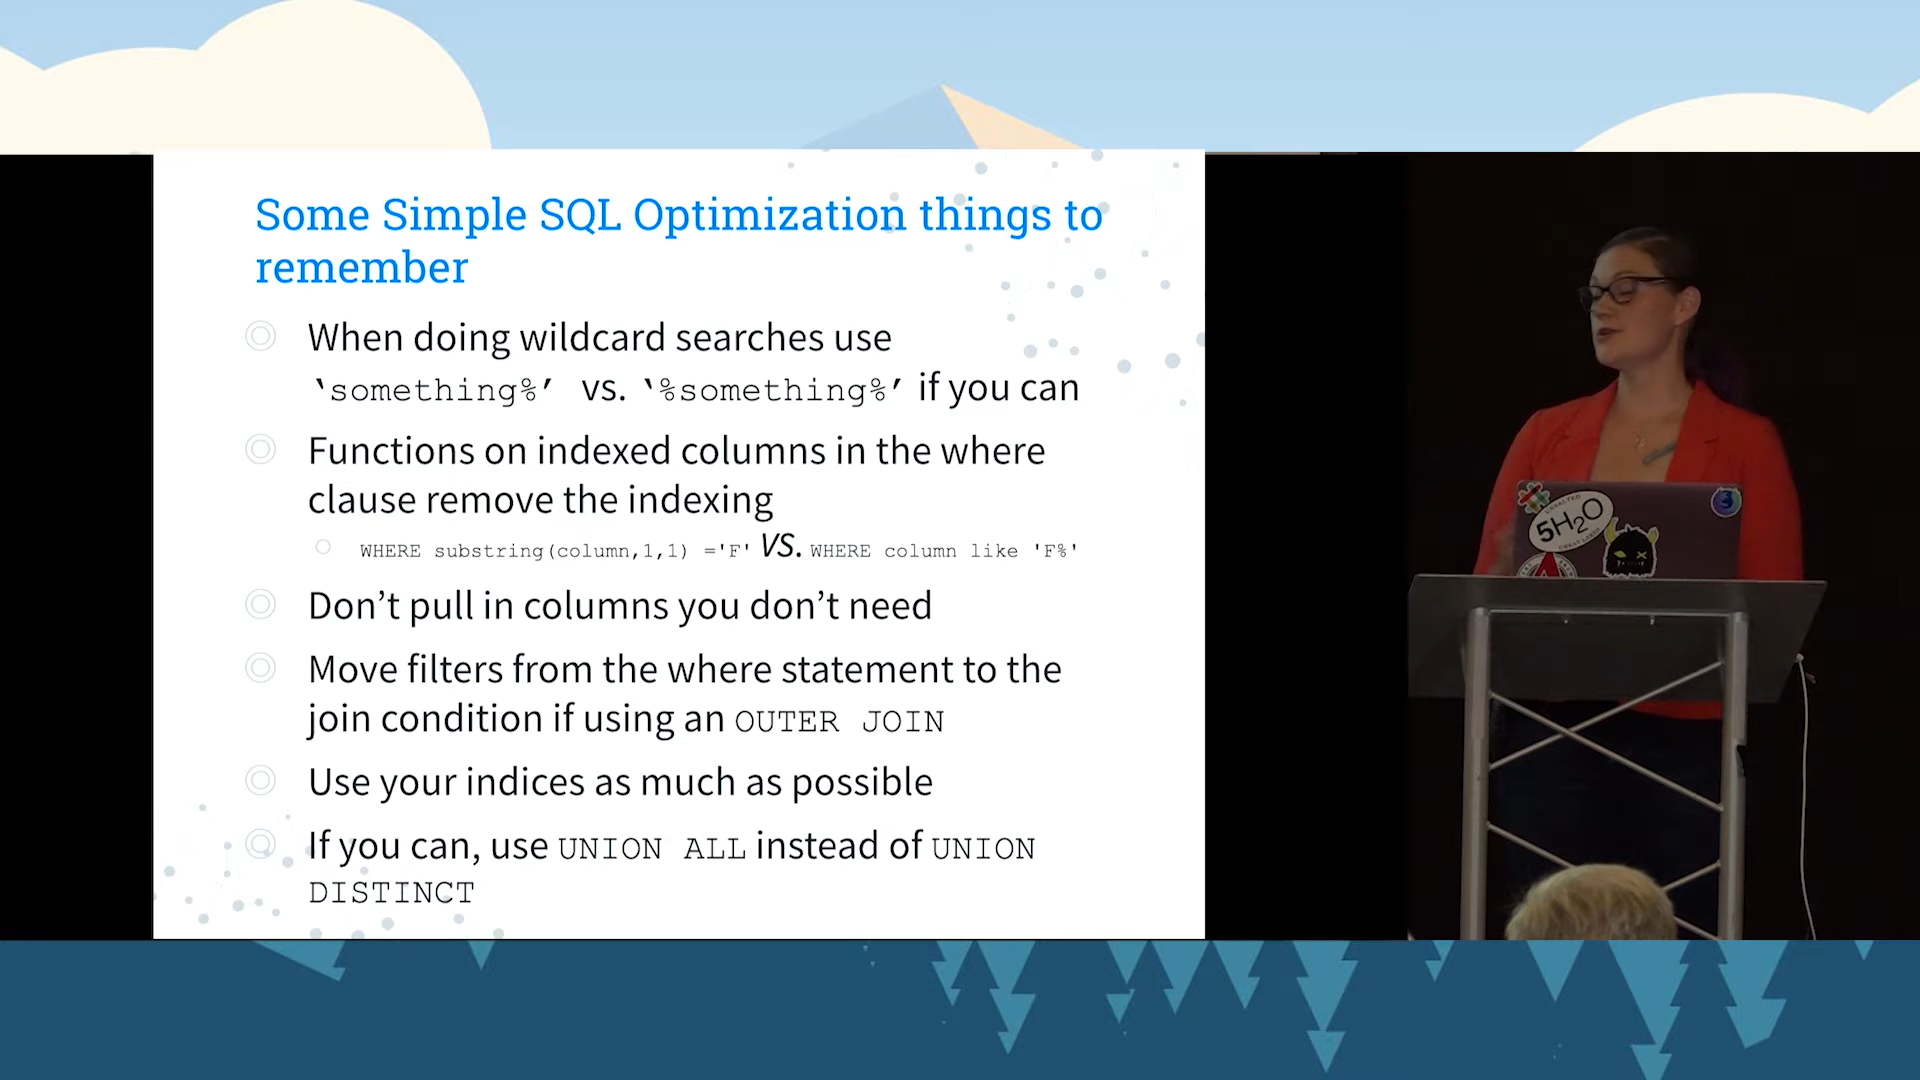 Some Simple SQL Optimization things to
remember
When doing wildcard searches use
‘something%’ vs. ‘%something%’ if you can
Functions on indexed columns in the where
clause remove the indexing
WHERE substring(column,1,1) ='F' VS. WHERE column like 'F%'
Don’t pull in columns you don’t need
Move filters from the where statement to the
join condition if using an OUTER JOIN
Use your indices as much as possible
If you can, use UNION ALL instead of UNION
DISTINCT
UNSALTED
5H2O
GREAT LAKES